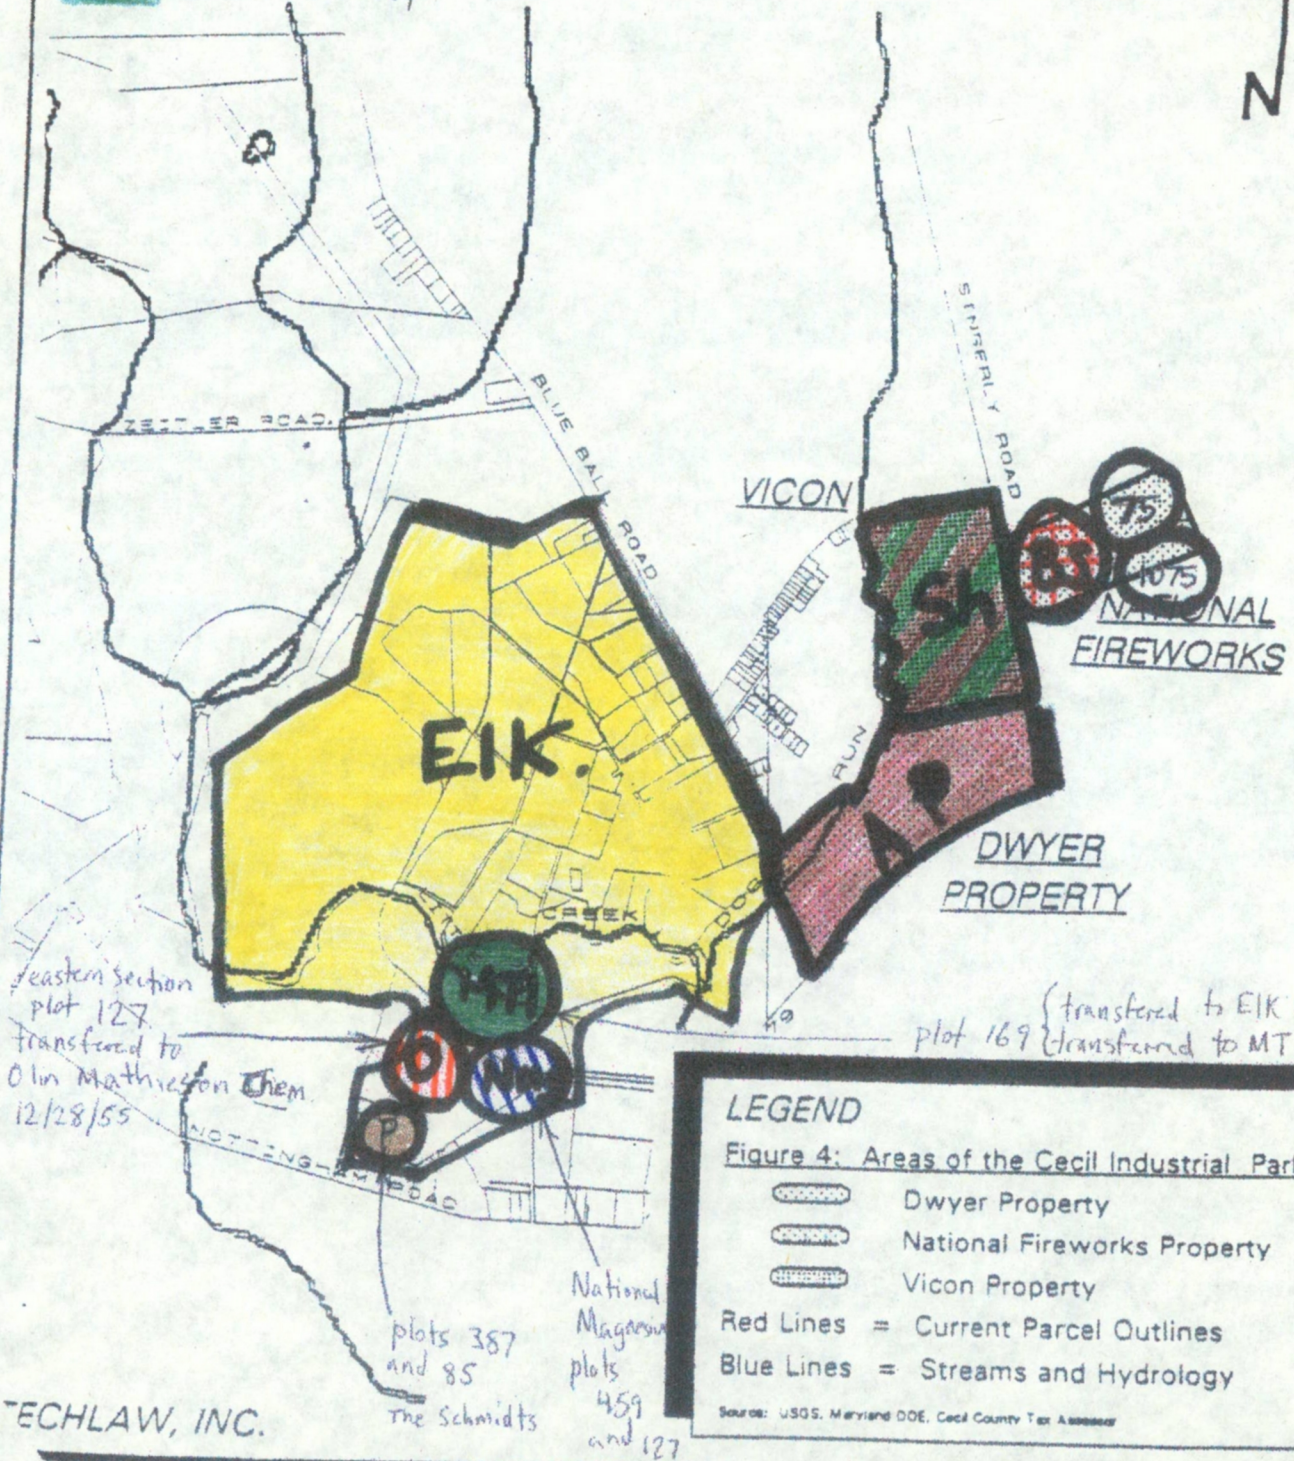 N
SINGERLY ROAD
BLUE BALL ROAD
ZEITLER ROAD.
VICON
75
BS
1075
Sh
NATIONAL
FIREWORKS
EIK.
RUN
AP
DWYER
PROPERTY
DOGS
CREEK
MTI
eastern section
plot 127
transfered to
Olin Mathieson Chem
12/28/55
plot 169 { transfered to EIK
{ transferred to MT
O
NM
P
NOTTINGHAM ROAD
LEGEND
Figure 4: Areas of the Cecil Industrial Park
Dwyer Property
National Fireworks Property
Vicon Property
Red Lines = Current Parcel Outlines
Blue Lines = Streams and Hydrology
Source: USGS, Maryland DOE, Cecil County Tax Assessor
plots 387
and 85
The Schmidts
National
Magnesium
plots
459
and 127
TECHLAW, INC.